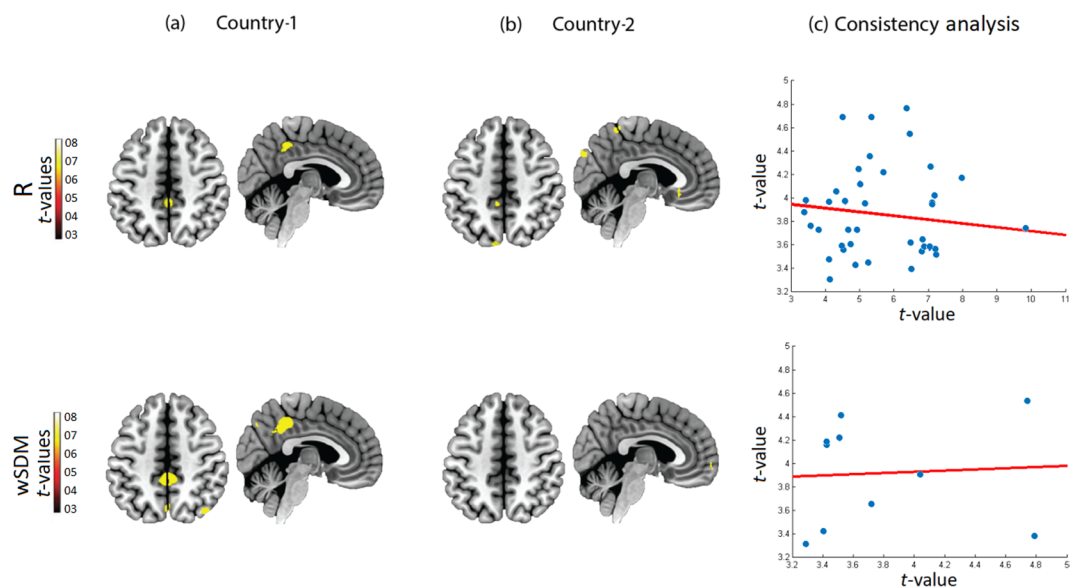 (a) Country-1
(b) Country-2
(c) Consistency analysis
R
t-values
08
07
06
05
04
03
t-value
5
4.8
4.6
4.4
4.2
4
3.8
3.6
3.4
3.2
3 4 5 6 7 8 9 10 11
t-value
wSDM
t-values
08
07
06
05
04
03
t-value
5
4.8
4.6
4.4
4.2
4
3.8
3.6
3.4
3.2
3.2 3.4 3.6 3.8 4 4.2 4.4 4.6 4.8 5
t-value